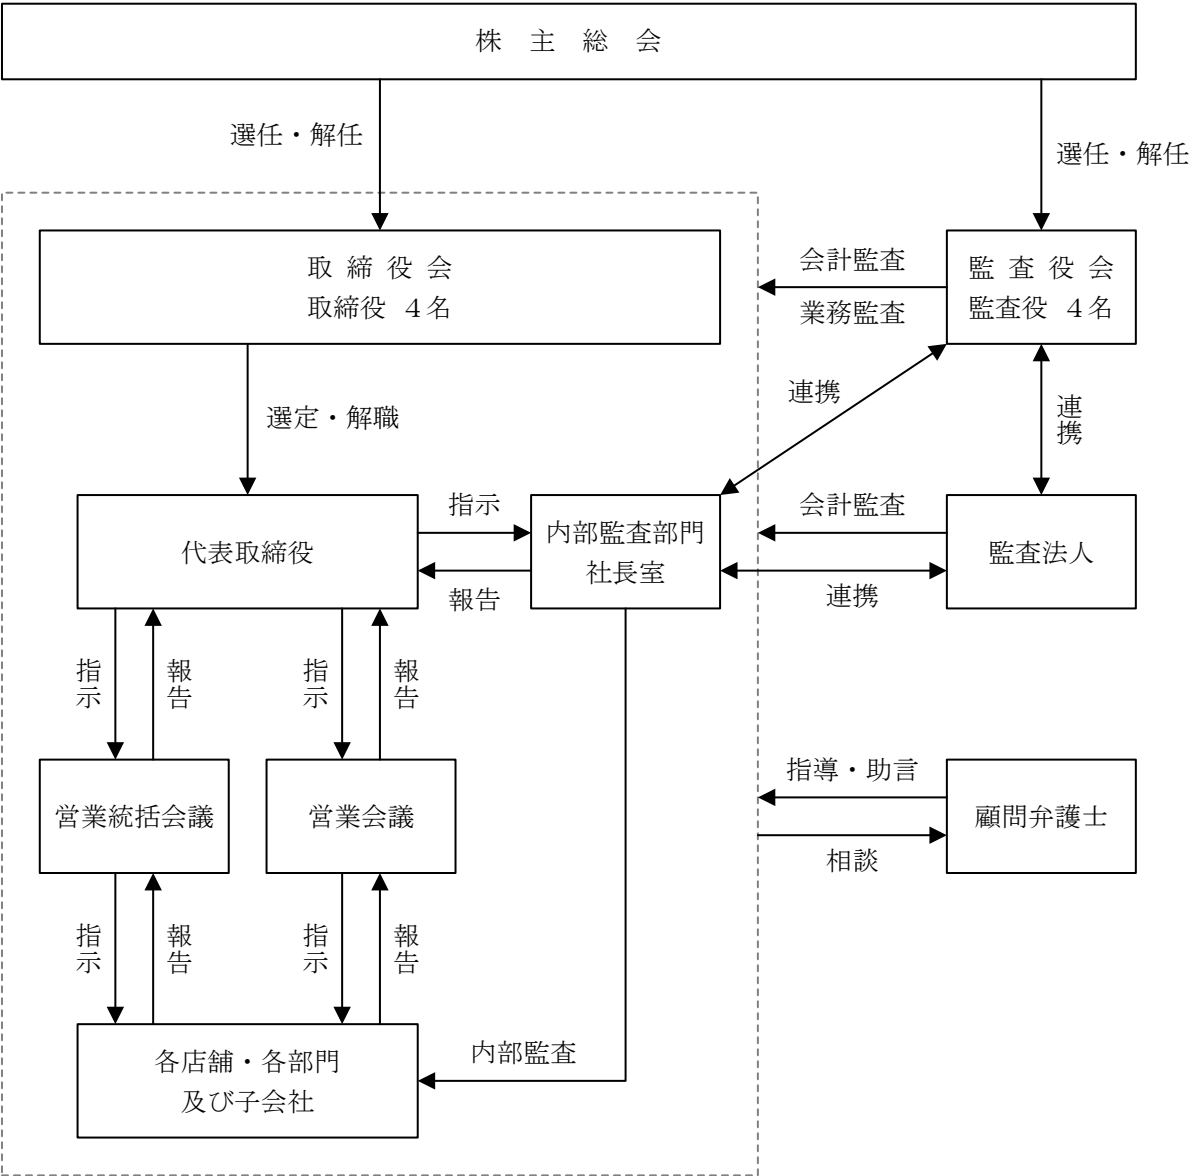 株 主 総 会
選任・解任
選任・解任
取 締 役 会
取締役 4名
会計監査
業務監査
監 査 役 会
監査役 4名
連携
連携
選定・解職
代表取締役
指示
報告
内部監査部門
社長室
会計監査
連携
監査法人
指示
報告
指示
報告
営業統括会議
営業会議
指導・助言
相談
顧問弁護士
指示
報告
指示
報告
各店舗・各部門
及び子会社
内部監査